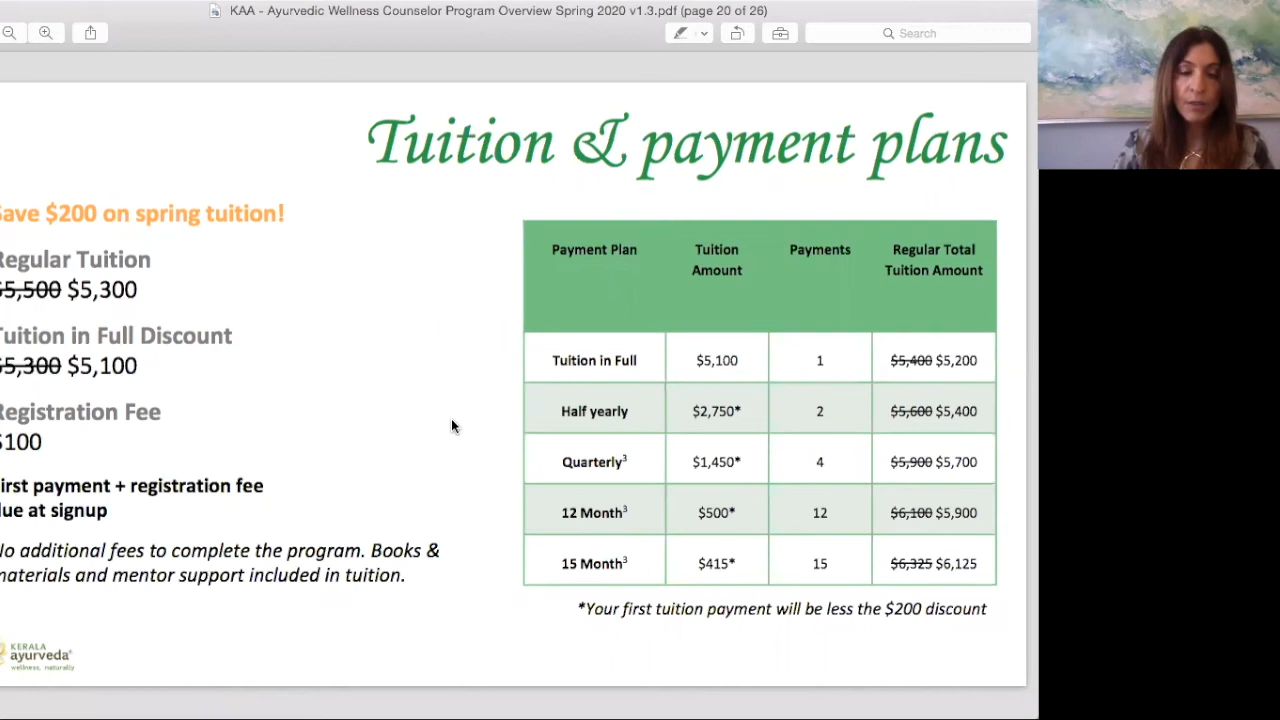 KAA - Ayurvedic Wellness Counselor Program Overview Spring 2020 v1.3.pdf (page 20 of 26)
Search
Tuition & payment plans
Save $200 on spring tuition!
Regular Tuition
$5,500 $5,300
Tuition in Full Discount
$5,300 $5,100
Registration Fee
$100
First payment + registration fee
due at signup
No additional fees to complete the program. Books &
materials and mentor support included in tuition.
Payment Plan Tuition Amount Payments Regular Total Tuition Amount
Tuition in Full $5,100 1 $5,400 $5,200
Half yearly $2,750* 2 $5,600 $5,400
Quarterly³ $1,450* 4 $5,900 $5,700
12 Month³ $500* 12 $6,100 $5,900
15 Month³ $415* 15 $6,325 $6,125
*Your first tuition payment will be less the $200 discount
KERALA
ayurveda®
wellness, naturally